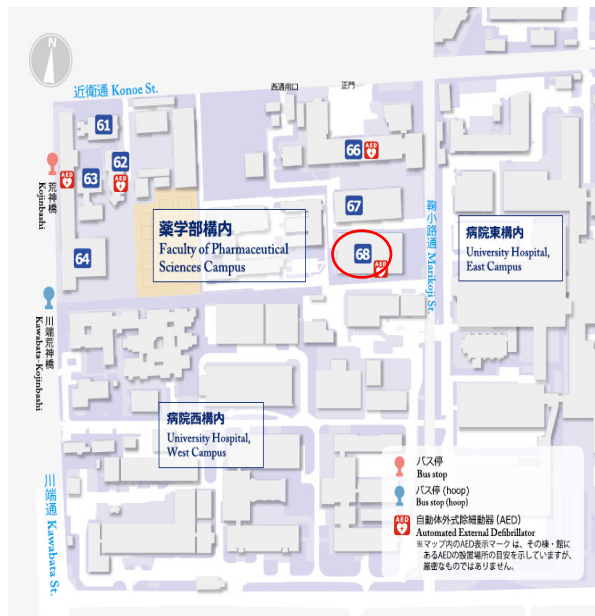 N
近衛通 Konoe St.
西通用口
正門
61
62
63
64
AED
AED
66
AED
67
68
AED
荒神橋
Kojinbashi
川端荒神橋
Kawabata-Kojinbashi
薬学部構内
Faculty of Pharmaceutical
Sciences Campus
鞠小路通 Marikoji St.
病院東構内
University Hospital,
East Campus
病院西構内
University Hospital,
West Campus
川端通 Kawabata St.
バス停
Bus stop
バス停 (hoop)
Bus stop (hoop)
AED
自動体外式除細動器 (AED)
Automated External Defibrillator
※マップ内のAED表示マークは、その棟・館に
あるAEDの設置場所の目安を示していますが、
厳密なものではありません。